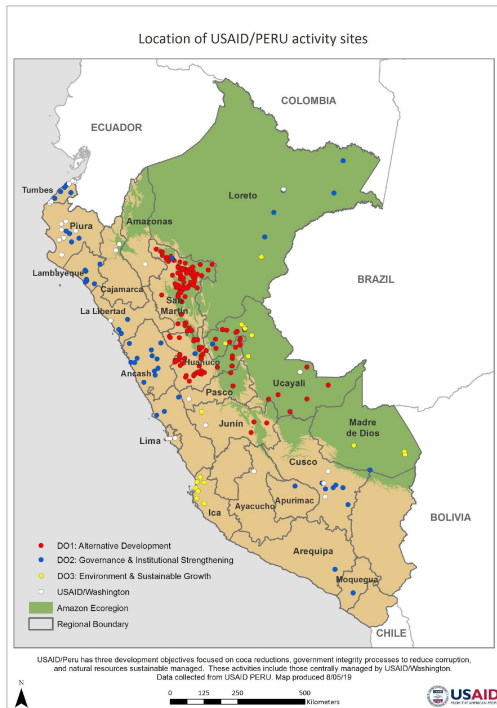 Location of USAID/PERU activity sites
COLOMBIA
ECUADOR
Tumbes
Loreto
Piura
Amazonas
Lambayeque
BRAZIL
Cajamarca
San
Martin
La Libertad
Huanuco
Ancash
Ucayali
Pasco
Madre
de Dios
Junin
Lima
Cusco
Ica
Ayacucho
Apurimac
BOLIVIA
Arequipa
Moquegua
CHILE
DO1: Alternative Development
DO2: Governance & Institutional Strengthening
DO3: Environment & Sustainable Growth
USAID/Washington
Amazon Ecoregion
Regional Boundary
USAID/Peru has three development objectives focused on coca reductions, government integrity processes to reduce corruption,
and natural resources sustainable managed. These activities include those centrally managed by USAID/Washington.
Data collected from USAID PERU. Map produced 8/05/19
N
0 125 250 500
Kilometers
USAID